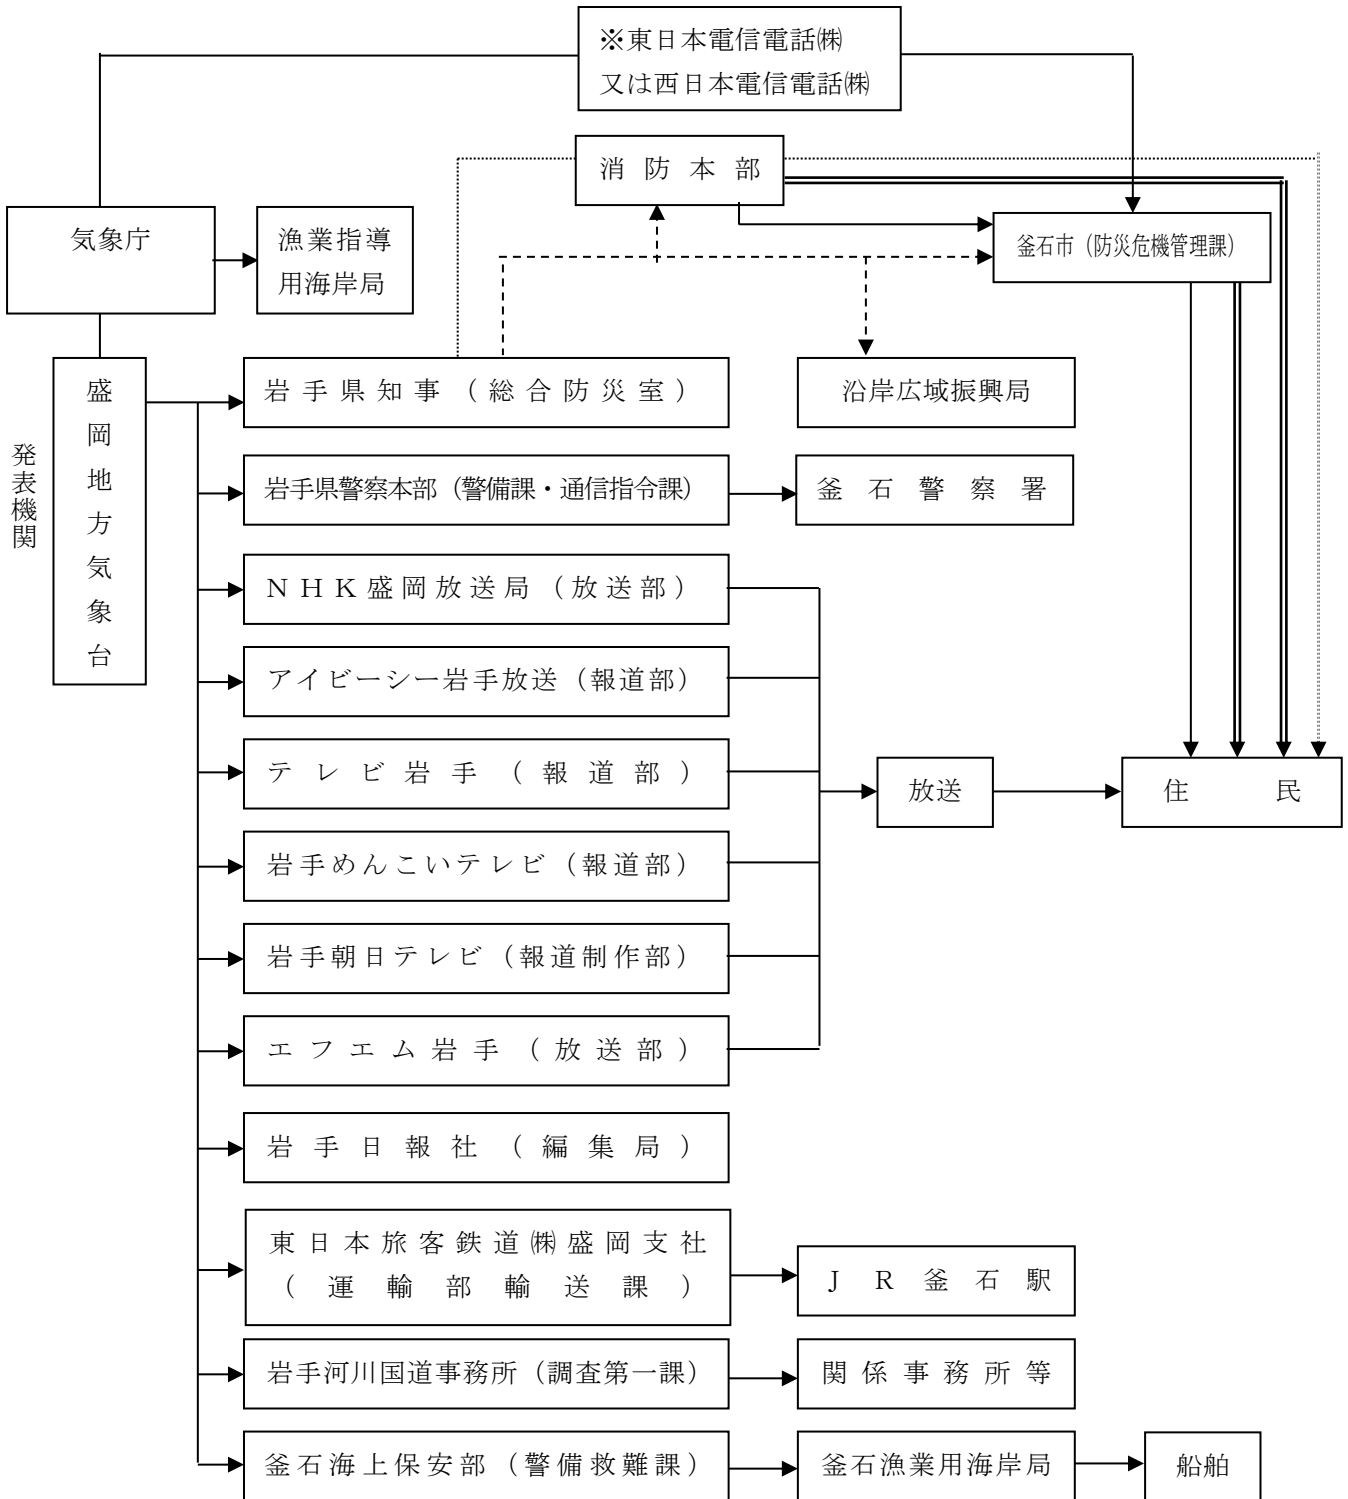 ※東日本電信電話㈱
又は西日本電信電話㈱
消防本部
気象庁
漁業指導
用海岸局
釜石市（防災危機管理課）
発表機関
盛岡地方気象台
岩手県知事（総合防災室）
沿岸広域振興局
岩手県警察本部（警備課・通信指令課）
釜石警察署
ＮＨＫ盛岡放送局（放送部）
アイビーシー岩手放送（報道部）
テレビ岩手（報道部）
放送
住民
岩手めんこいテレビ（報道部）
岩手朝日テレビ（報道制作部）
エフエム岩手（放送部）
岩手日報社（編集局）
東日本旅客鉄道㈱盛岡支社
（運輸部輸送課）
ＪＲ釜石駅
岩手河川国道事務所（調査第一課）
関係事務所等
釜石海上保安部（警備救難課）
釜石漁業用海岸局
船舶